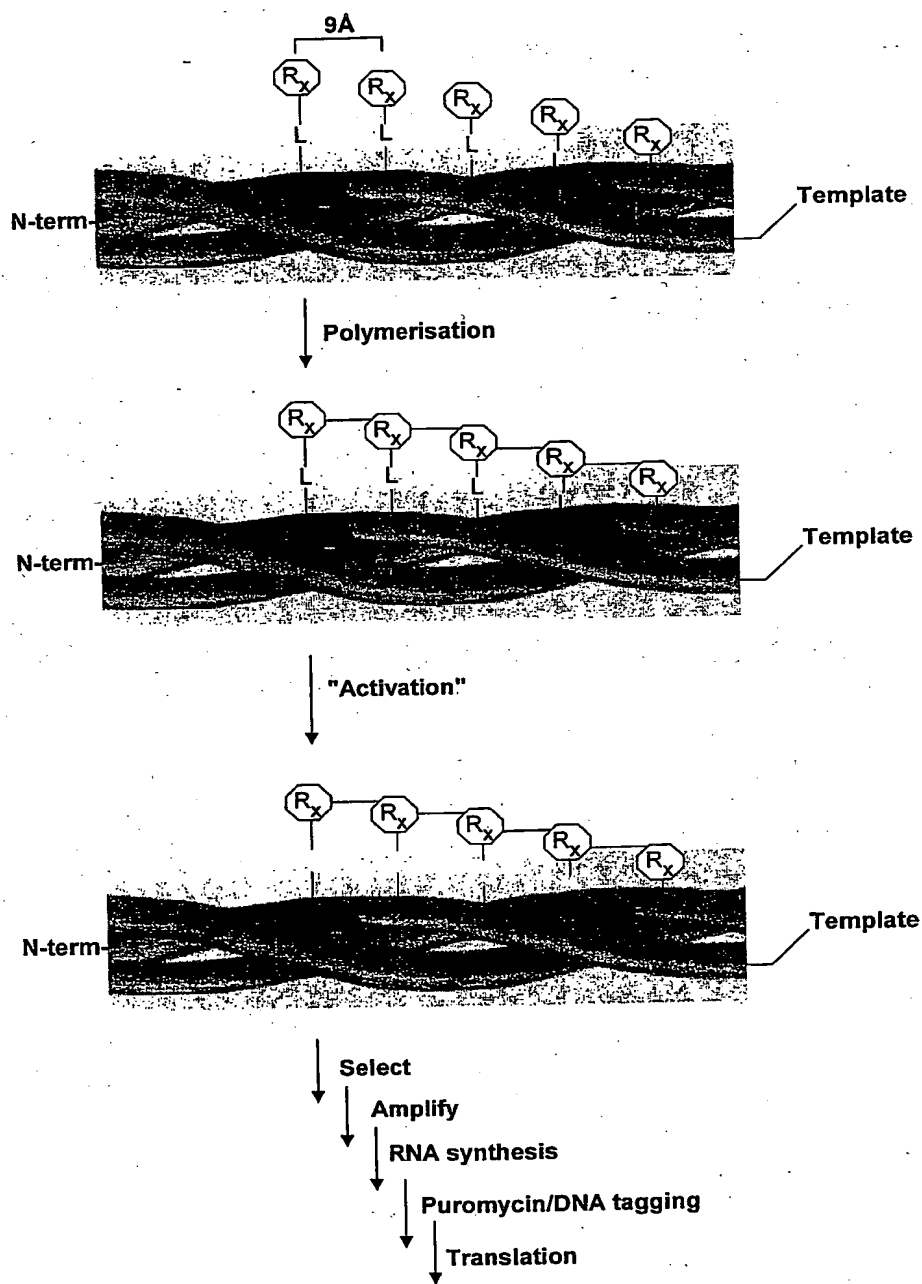 9Å
Rx Rx Rx Rx Rx
L L L L
N-term
Template
Polymerisation
Rx Rx Rx Rx Rx
L L L
N-term
Template
"Activation"
Rx Rx Rx Rx Rx
N-term
Template
Select
Amplify
RNA synthesis
Puromycin/DNA tagging
Translation